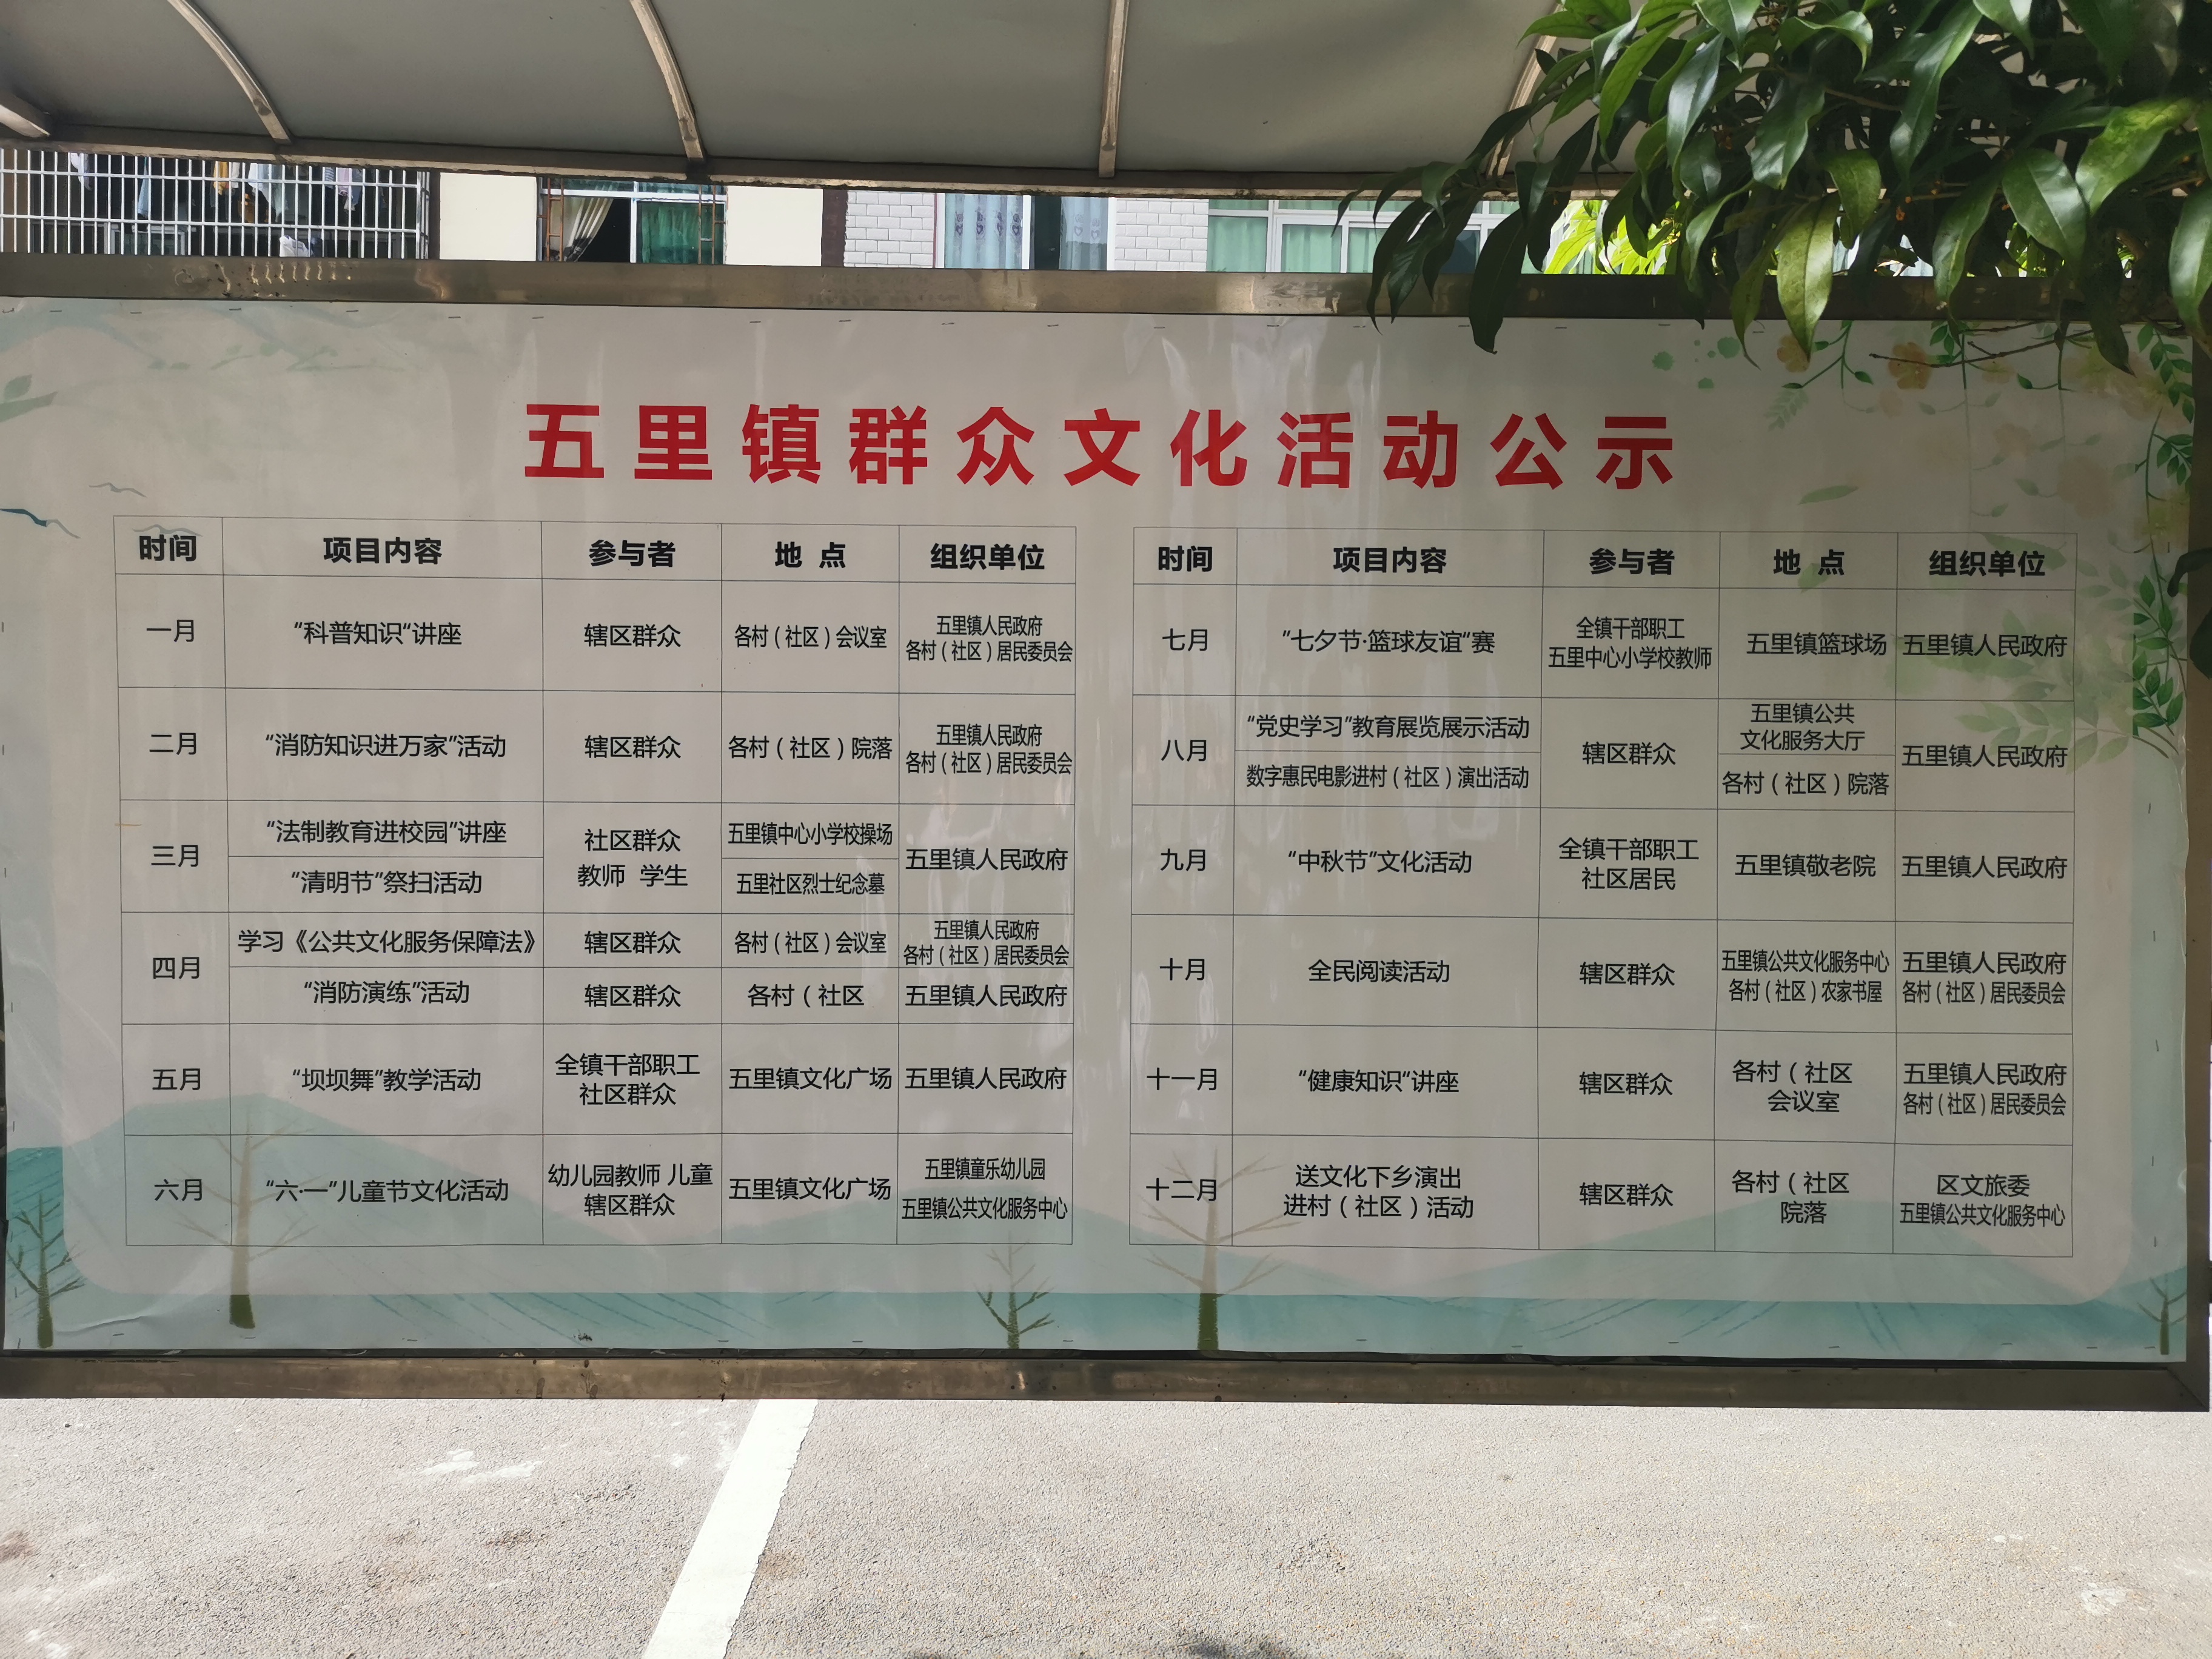 五里镇群众文化活动公示
时间 项目内容 参与者 地 点 组织单位
一月 “科普知识“讲座 辖区群众 各村（社区）会议室 五里镇人民政府
各村（社区）居民委员会
二月 “消防知识进万家”活动 辖区群众 各村（社区）院落 五里镇人民政府
各村（社区）居民委员会
三月 “法制教育进校园”讲座 社区群众 五里镇中心小学校操场 五里镇人民政府
“清明节”祭扫活动 教师 学生 五里社区烈士纪念墓
四月 学习《公共文化服务保障法》 辖区群众 各村（社区）会议室 五里镇人民政府
各村（社区）居民委员会
“消防演练”活动 辖区群众 各村（社区 五里镇人民政府
五月 “坝坝舞”教学活动 全镇干部职工 五里镇文化广场 五里镇人民政府
社区群众
六月 “六·一”儿童节文化活动 幼儿园教师 儿童 五里镇文化广场 五里镇童乐幼儿园
辖区群众 五里镇公共文化服务中心
时间 项目内容 参与者 地 点 组织单位
七月 ”七夕节·篮球友谊“赛 全镇干部职工 五里镇篮球场 五里镇人民政府
五里中心小学校教师
八月 “党史学习”教育展览展示活动 辖区群众 五里镇公共 五里镇人民政府
文化服务大厅
数字惠民电影进村（社区）演出活动 各村（社区）院落
九月 “中秋节”文化活动 全镇干部职工 五里镇敬老院 五里镇人民政府
社区居民
十月 全民阅读活动 辖区群众 五里镇公共文化服务中心 五里镇人民政府
各村（社区）农家书屋 各村（社区）居民委员会
十一月 “健康知识“讲座 辖区群众 各村（社区 五里镇人民政府
会议室 各村（社区）居民委员会
十二月 送文化下乡演出 辖区群众 各村（社区 区文旅委
进村（社区）活动 院落 五里镇公共文化服务中心